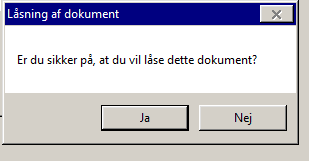 Låsning af dokument
Er du sikker på, at du vil låse dette dokument?
Ja
Nej